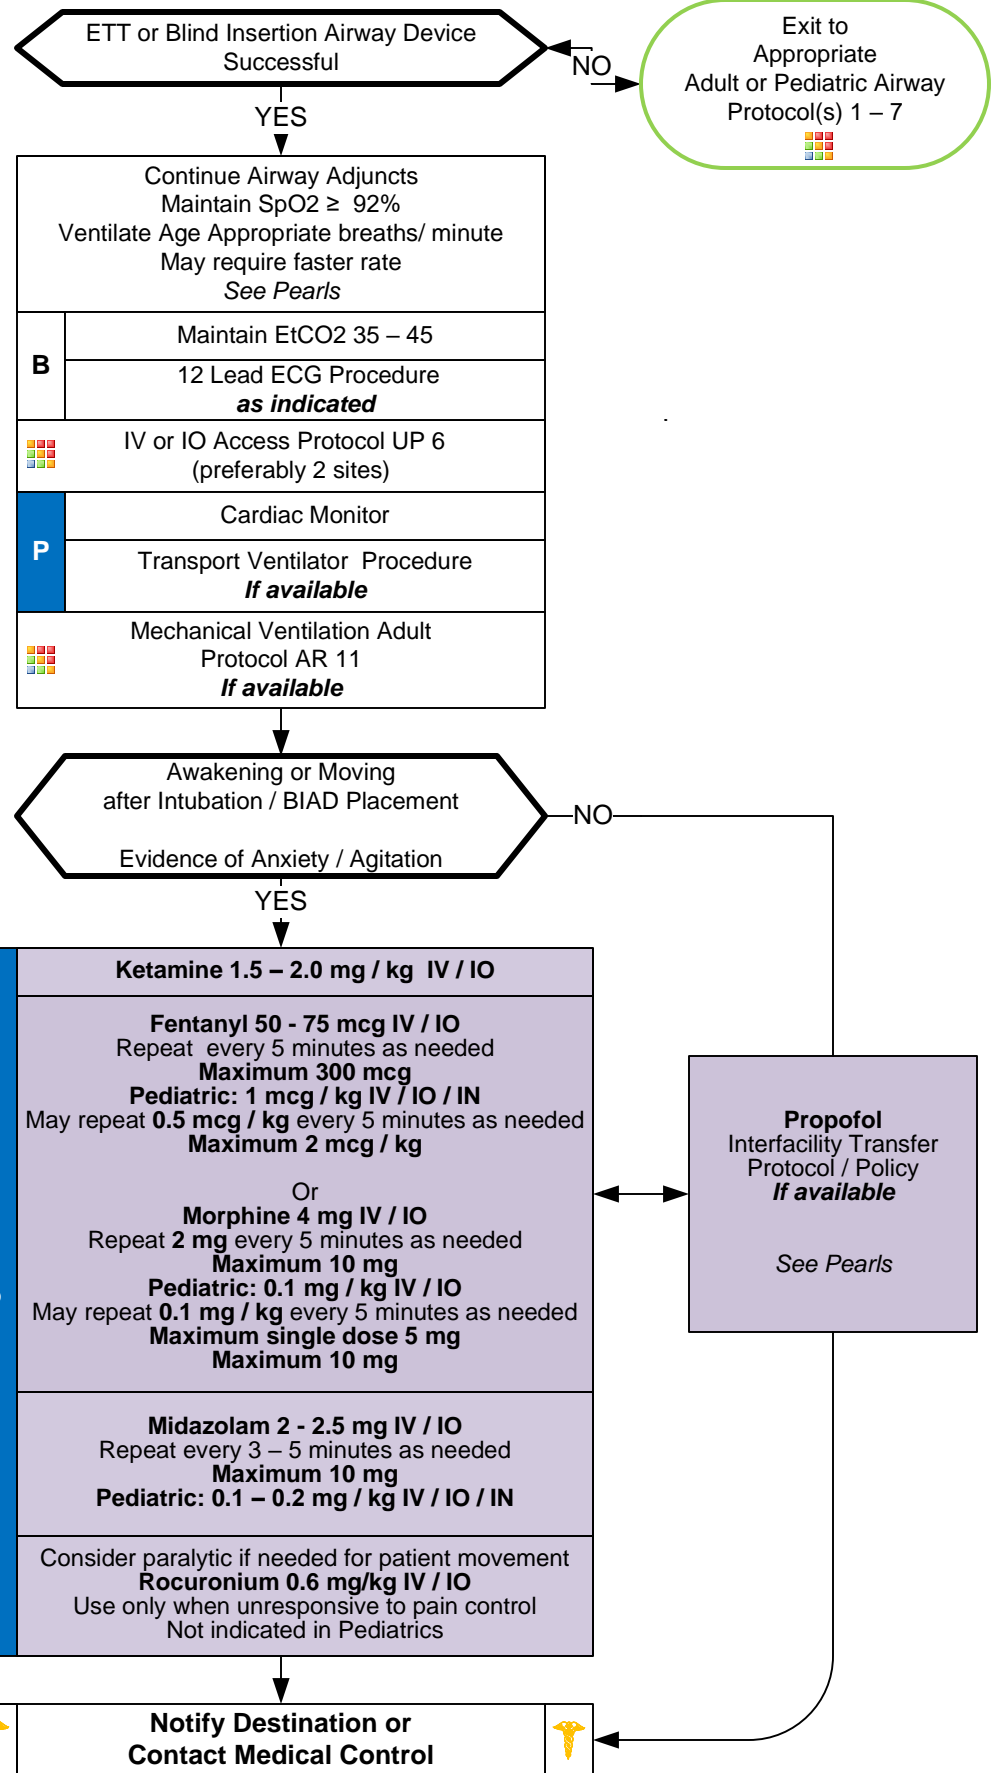 ETT or Blind Insertion Airway Device
Successful
NO
Exit to
Appropriate
Adult or Pediatric Airway
Protocol(s) 1 – 7
YES
Continue Airway Adjuncts
Maintain SpO2 ≥ 92%
Ventilate Age Appropriate breaths/ minute
May require faster rate
See Pearls
B
Maintain EtCO2 35 – 45
12 Lead ECG Procedure
as indicated
IV or IO Access Protocol UP 6
(preferably 2 sites)
P
Cardiac Monitor
Transport Ventilator Procedure
If available
Mechanical Ventilation Adult
Protocol AR 11
If available
Awakening or Moving
after Intubation / BIAD Placement
Evidence of Anxiety / Agitation
NO
YES
Ketamine 1.5 – 2.0 mg / kg IV / IO
Fentanyl 50 - 75 mcg IV / IO
Repeat every 5 minutes as needed
Maximum 300 mcg
Pediatric: 1 mcg / kg IV / IO / IN
May repeat 0.5 mcg / kg every 5 minutes as needed
Maximum 2 mcg / kg
Or
Morphine 4 mg IV / IO
Repeat 2 mg every 5 minutes as needed
Maximum 10 mg
Pediatric: 0.1 mg / kg IV / IO
May repeat 0.1 mg / kg every 5 minutes as needed
Maximum single dose 5 mg
Maximum 10 mg
Midazolam 2 - 2.5 mg IV / IO
Repeat every 3 – 5 minutes as needed
Maximum 10 mg
Pediatric: 0.1 – 0.2 mg / kg IV / IO / IN
Consider paralytic if needed for patient movement
Rocuronium 0.6 mg/kg IV / IO
Use only when unresponsive to pain control
Not indicated in Pediatrics
Propofol
Interfacility Transfer
Protocol / Policy
If available
See Pearls
Notify Destination or
Contact Medical Control